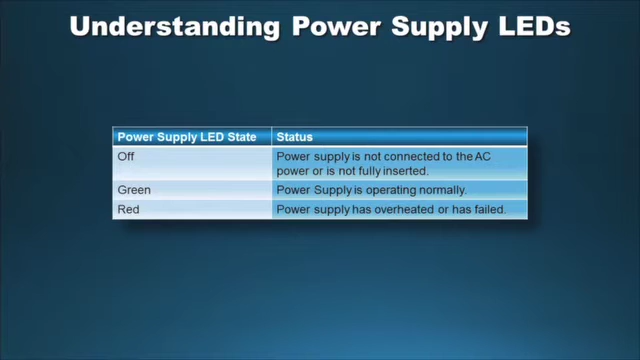 Understanding Power Supply LEDs
Power Supply LED State Status
Off Power supply is not connected to the AC
power or is not fully inserted.
Green Power Supply is operating normally.
Red Power supply has overheated or has failed.